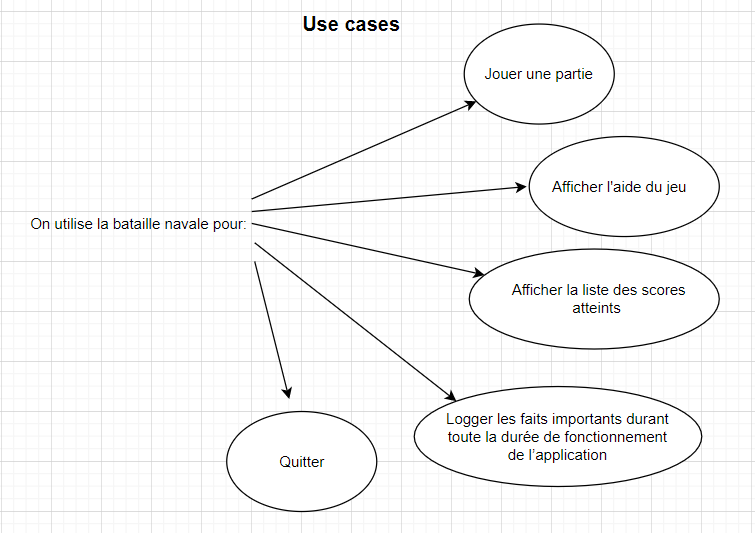 Use cases
Jouer une partie
Afficher l'aide du jeu
On utilise la bataille navale pour:
Afficher la liste des scores
atteints
Logger les faits importants durant
toute la durée de fonctionnement
de l’application
Quitter